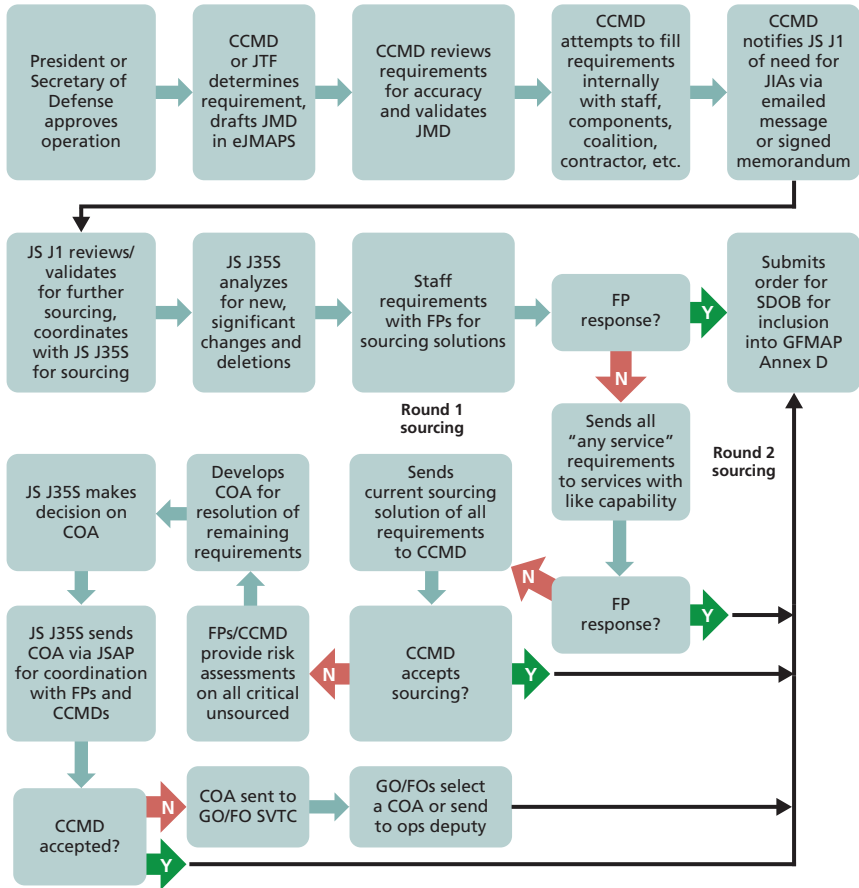 President or
Secretary of
Defense
approves
operation
CCMD
or JTF
determines
requirement,
drafts JMD
in eJMAPS
CCMD reviews
requirements
for accuracy
and validates
JMD
CCMD
attempts to fill
requirements
internally
with staff,
components,
coalition,
contractor, etc.
CCMD
notifies JS J1
of need for
JIAs via
emailed
message
or signed
memorandum
JS J1 reviews/
validates
for further
sourcing,
coordinates
with JS J35S
for sourcing
JS J35S
analyzes
for new,
significant
changes and
deletions
Staff
requirements
with FPs for
sourcing solutions
FP
response?
Y
N
Submits
order for
SDOB for
inclusion
into GFMAP
Annex D
Round 1
sourcing
Sends all
“any service”
requirements
to services with
like capability
Round 2
sourcing
JS J35S makes
decision on
COA
Develops
COA for
resolution of
remaining
requirements
Sends
current sourcing
solution of all
requirements
to CCMD
N
FP
response?
Y
JS J35S sends
COA via JSAP
for coordination
with FPs and
CCMDs
FPs/CCMD
provide risk
assessments
on all critical
unsourced
N
CCMD
accepts
sourcing?
Y
CCMD
accepted?
N
Y
COA sent to
GO/FO SVTC
GO/FOs select
a COA or send
to ops deputy